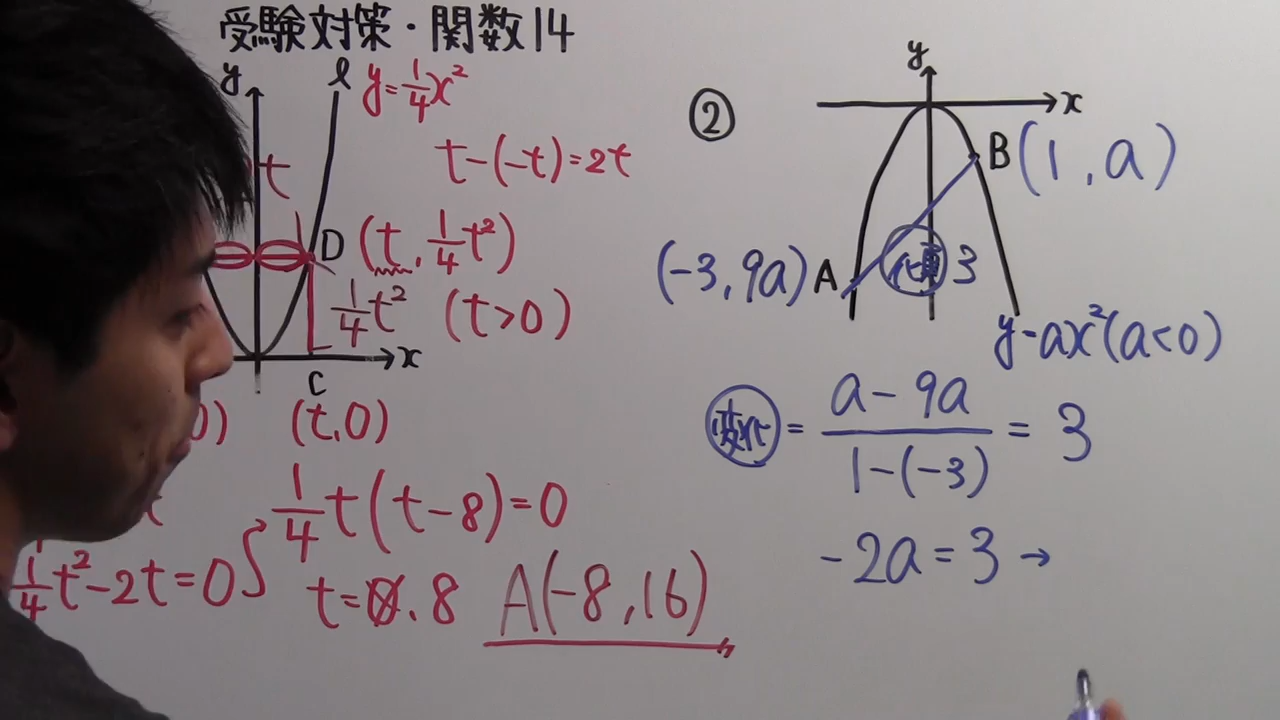 受験対策・関数14
y
l
y=1/4x²
t
t-(-t)=2t
D (t, 1/4t²)
1/4t² (t>0)
x
C
0) (t,0)
1/4t(t-8)=0
1/4t²-2t=0
t=0.8
A(-8,16)
②
y
x
B(1,a)
(-3,9a)A
3
y=ax²(a<0)
変化 = a-9a/1-(-3) = 3
-2a=3→